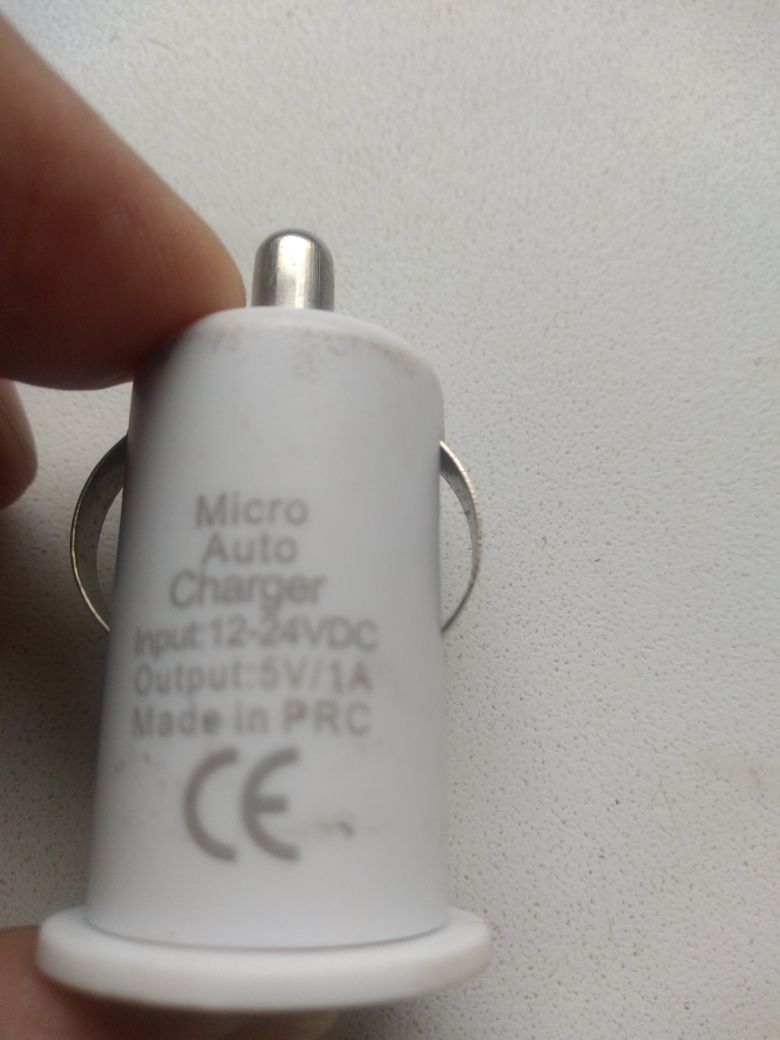 Micro
Auto
Charger
Input:12-24VDC
Output:5V/1A
Made in PRC
CE